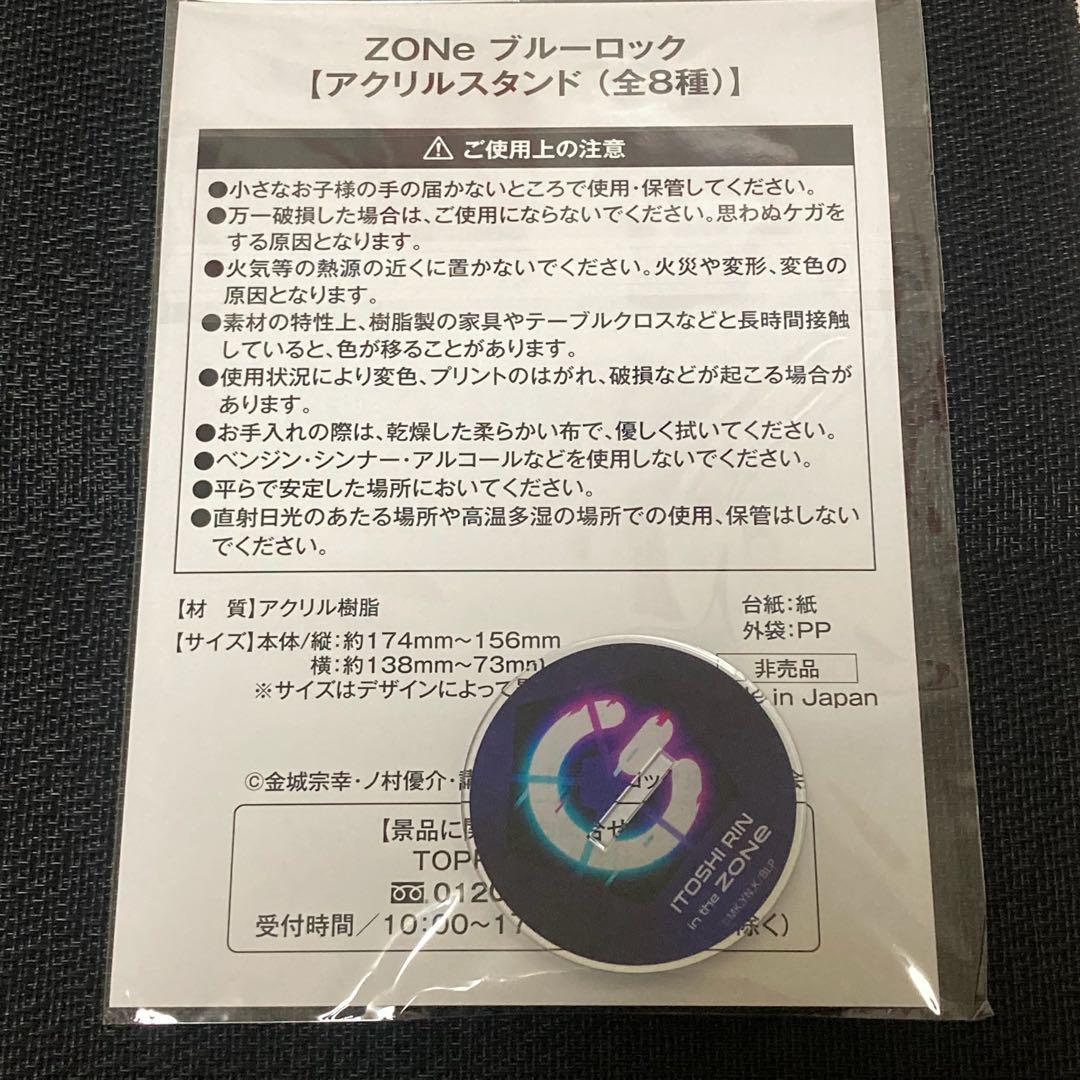 ZONe ブルーロック
【アクリルスタンド（全8種）】
ご使用上の注意
●小さなお子様の手の届かないところで使用・保管してください。
●万一破損した場合は、ご使用にならないでください。思わぬケガを
する原因となります。
●火気等の熱源の近くに置かないでください。火災や変形、変色の
原因となります。
●素材の特性上、樹脂製の家具やテーブルクロスなどと長時間接触
していると、色が移ることがあります。
●使用状況により変色、プリントのはがれ、破損などが起こる場合が
あります。
●お手入れの際は、乾燥した柔らかい布で、優しく拭いてください。
●ベンジン・シンナー・アルコールなどを使用しないでください。
●平らで安定した場所においてください。
●直射日光のあたる場所や高温多湿の場所での使用、保管はしない
でください。
【材　質】アクリル樹脂
【サイズ】本体/縦：約174mm～156mm
横：約138mm～73mm
※サイズはデザインによって
台紙：紙
外袋：PP
非売品
in Japan
©金城宗幸・ノ村優介・
【景品に
TOP
0120
受付時間／10:00～17
除く）
ITOSHI RIN
in the ZONe
©MK,YN,K/BLP